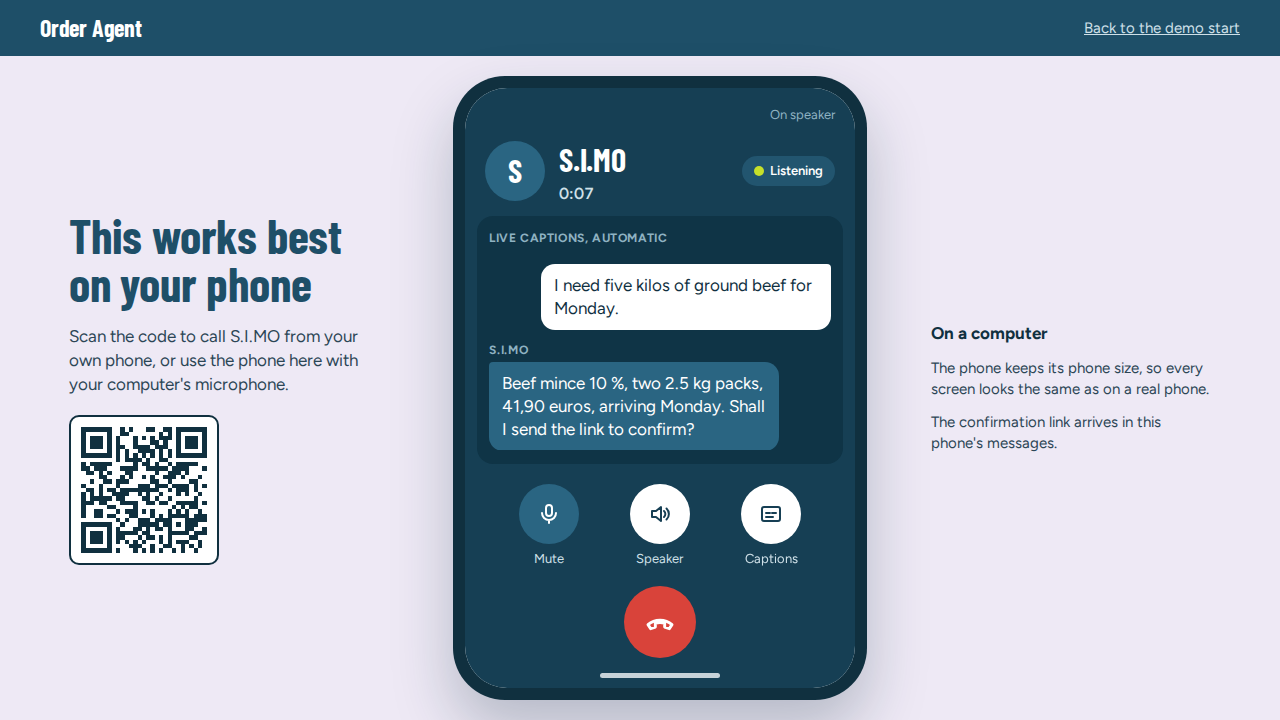 Order Agent
Back to the demo start
This works best
on your phone
Scan the code to call S.I.MO from your
own phone, or use the phone here with
your computer's microphone.
On speaker
S
S.I.MO
0:07
Listening
LIVE CAPTIONS, AUTOMATIC
I need five kilos of ground beef for
Monday.
S.I.MO
Beef mince 10 %, two 2.5 kg packs,
41,90 euros, arriving Monday. Shall
I send the link to confirm?
Mute
Speaker
Captions
On a computer
The phone keeps its phone size, so every
screen looks the same as on a real phone.
The confirmation link arrives in this
phone's messages.